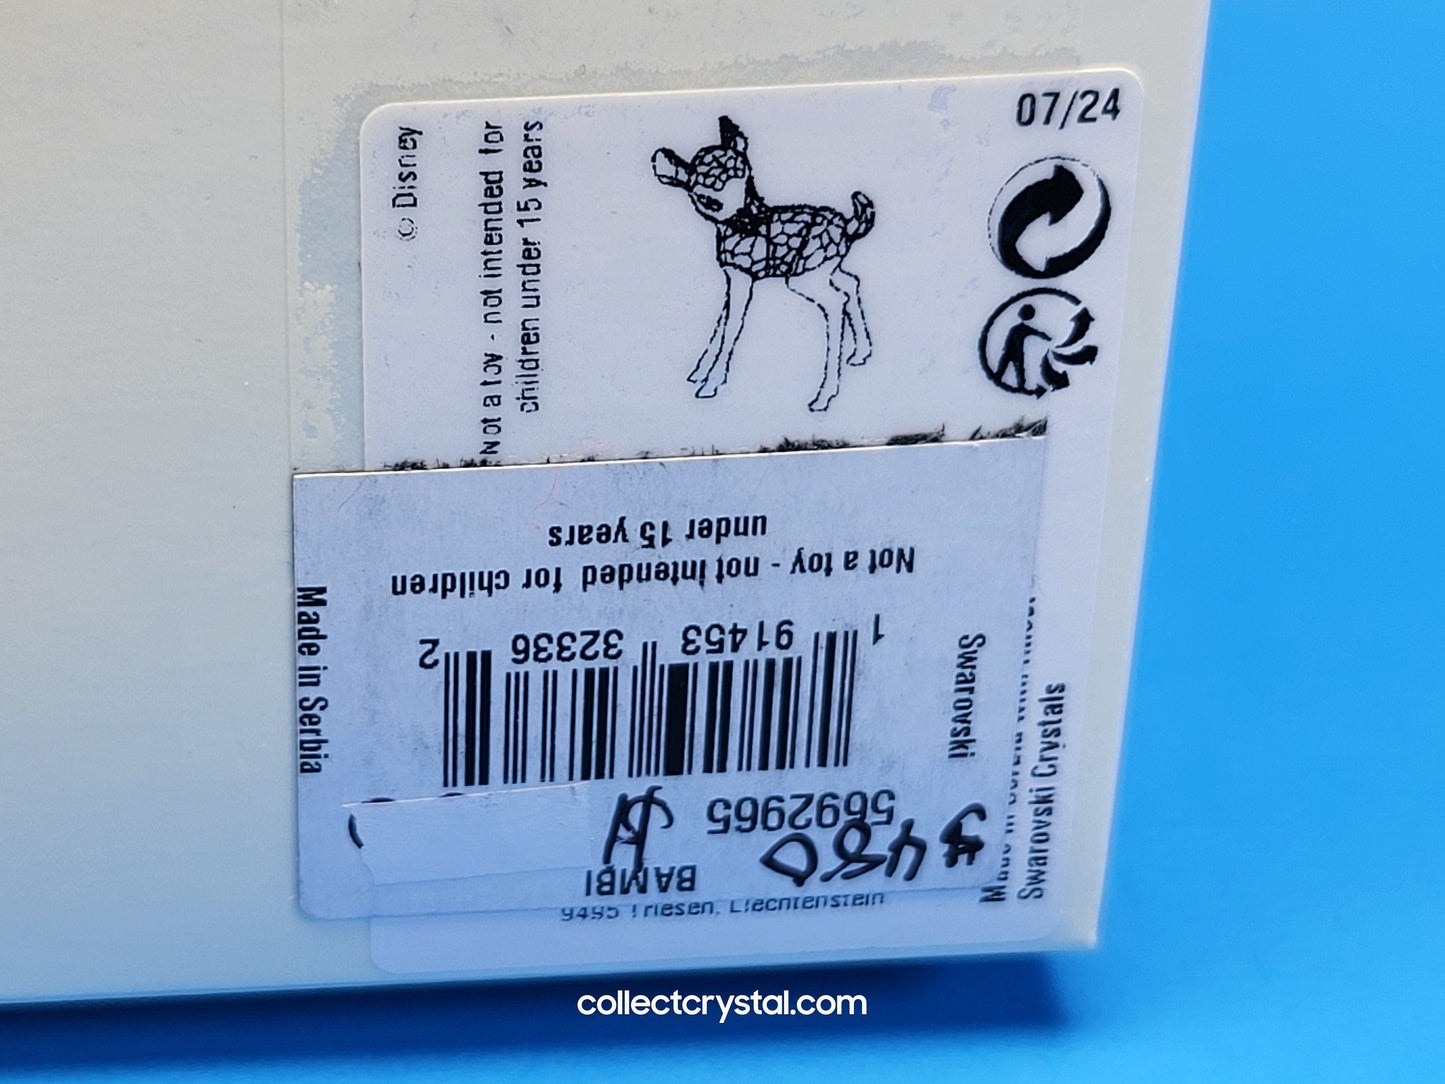 07/24
© Disney
Not a toy - not intended for
children under 15 years
Not a toy - not intended for children
under 15 years
1 91453 32336 2
Made in Serbia
Swarovski
5692965
BAMBI
$480
Swarovski Crystals
9495 Triesen, Liechtenstein
collectcrystal.com